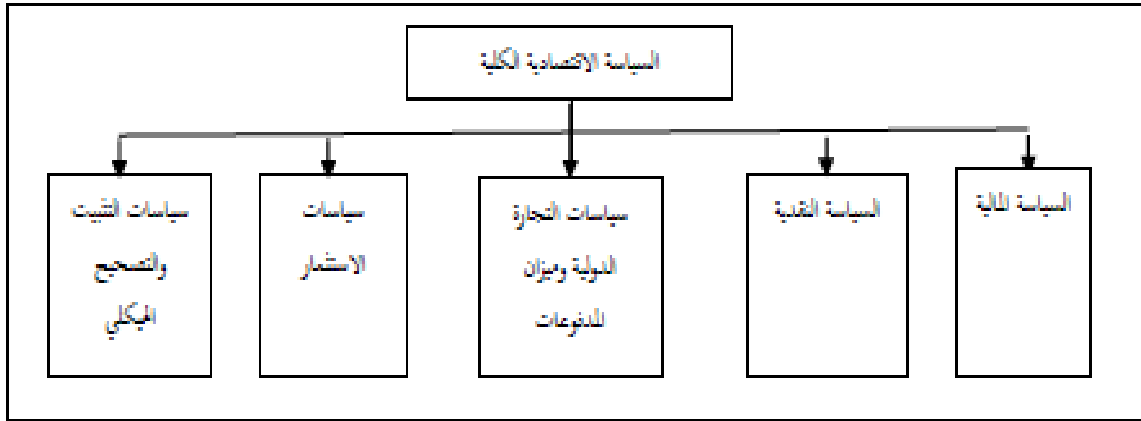 السياسة الاقتصادية الكلية
السياسة المالية
السياسة النقدية
سياسات التجارة
الدولية وميزان
المدفوعات
سياسات
الاستثمار
سياسات التثبيت
والتصحيح
الهيكلي